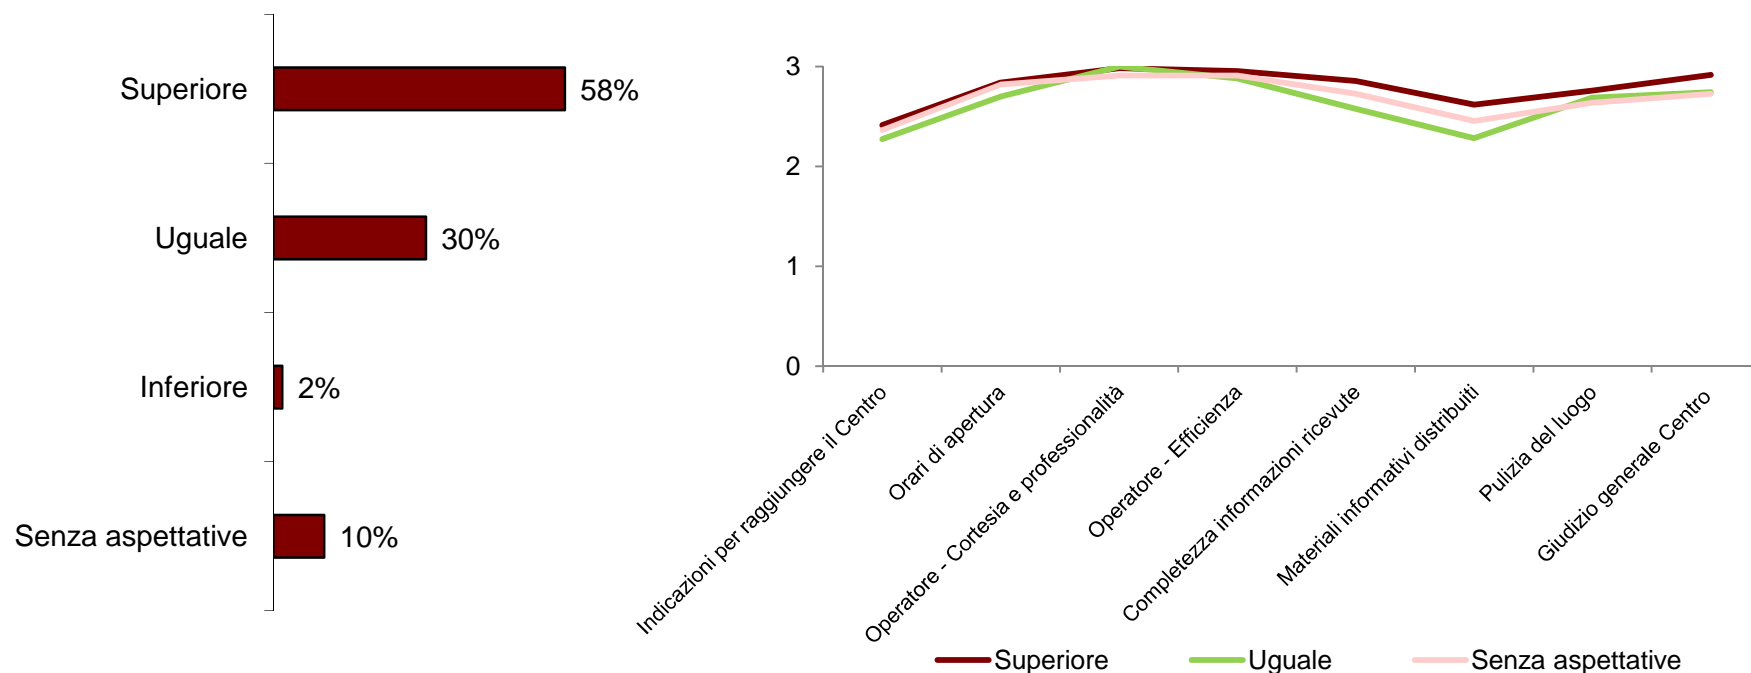 Superiore
58%
Uguale
30%
Inferiore
2%
Senza aspettative
10%
3
2
1
0
Indicazioni per raggiungere il Centro
Orari di apertura
Operatore - Cortesia e professionalità
Operatore - Efficienza
Completezza informazioni ricevute
Materiali informativi distribuiti
Pulizia del luogo
Giudizio generale Centro
Superiore
Uguale
Senza aspettative